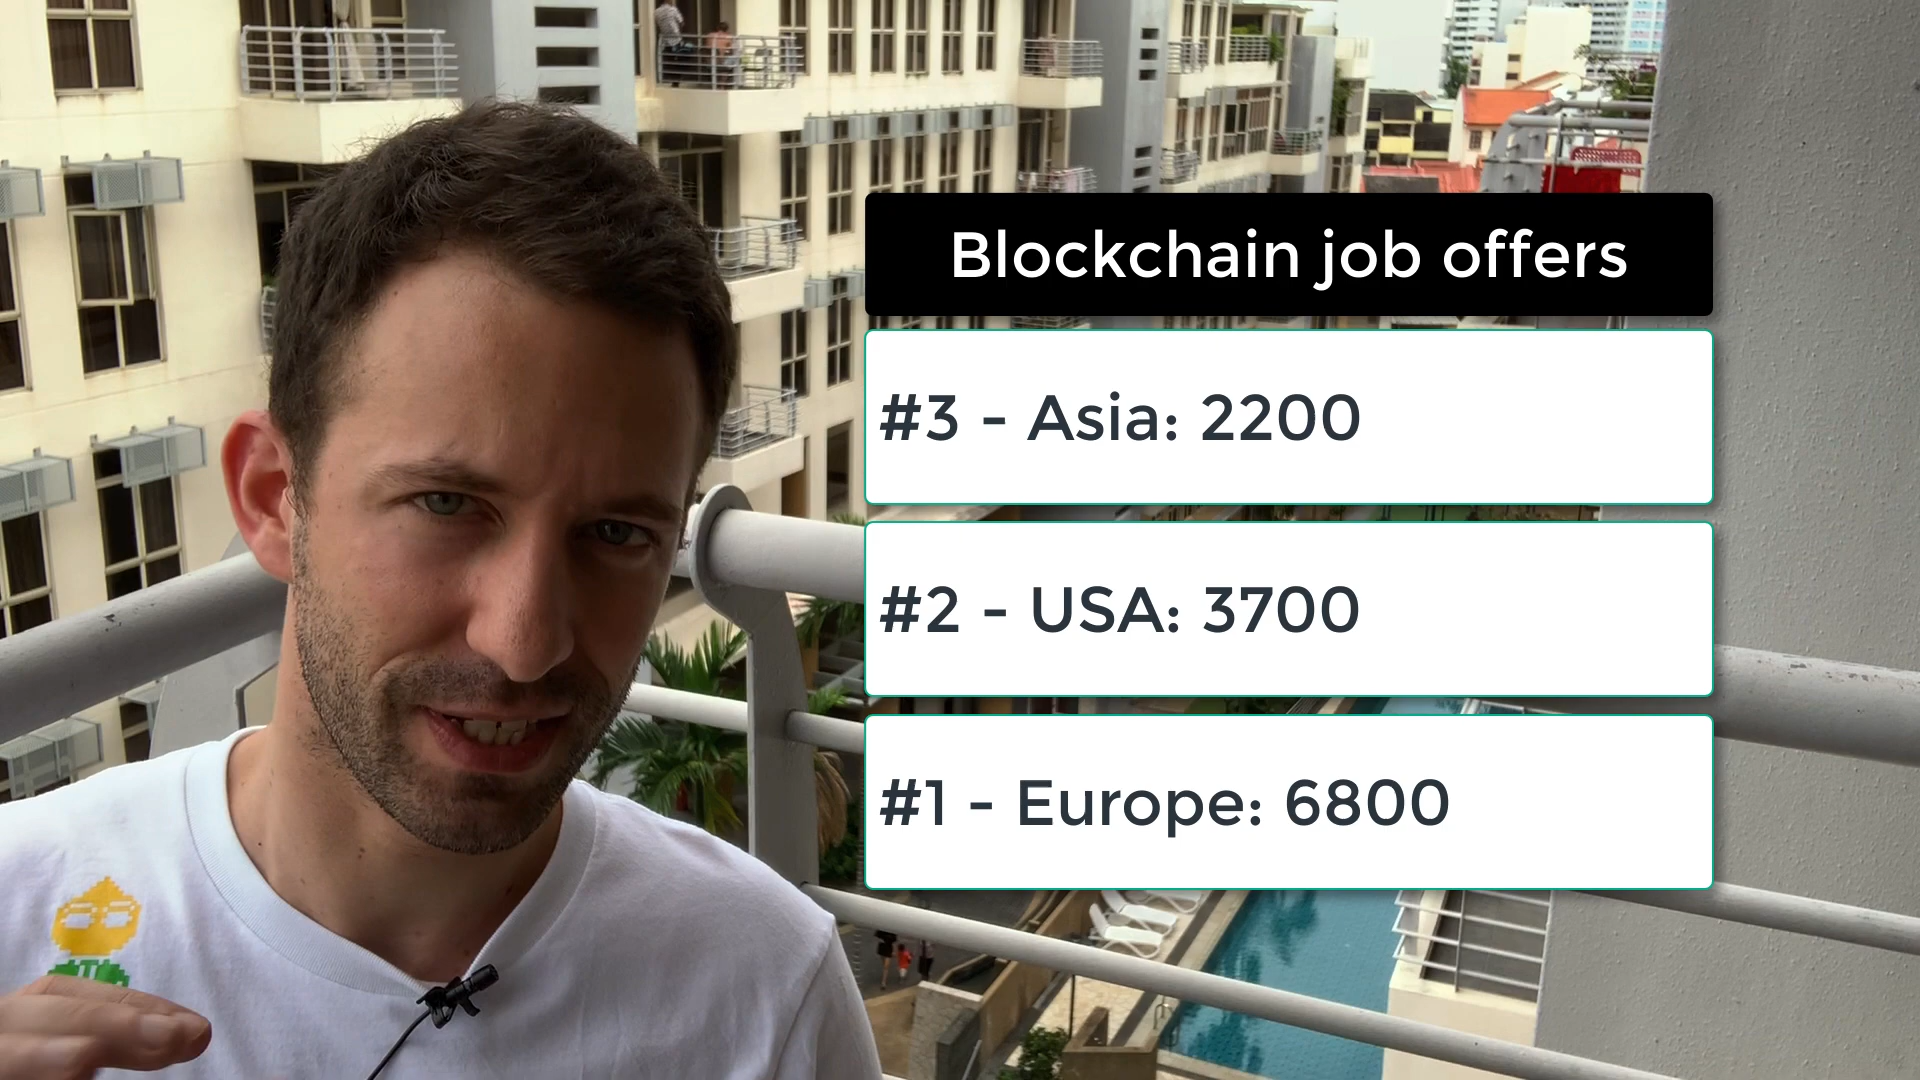 Blockchain job offers
#3 - Asia: 2200
#2 - USA: 3700
#1 - Europe: 6800